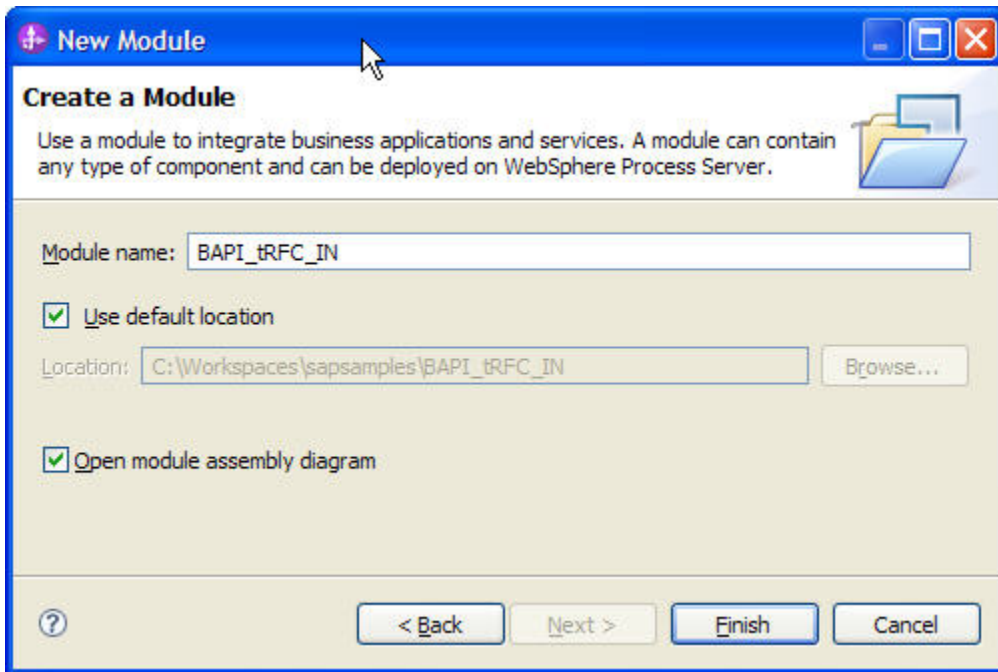 New Module
Create a Module
Use a module to integrate business applications and services. A module can contain
any type of component and can be deployed on WebSphere Process Server.
Module name: BAPI_tRFC_IN
Use default location
Location: C:\Workspaces\sapsamples\BAPI_tRFC_IN Browse...
Open module assembly diagram
? < Back Next > Finish Cancel